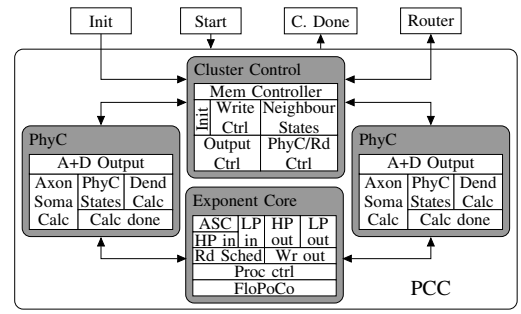 Init
Start
C. Done
Router
Cluster Control
Mem Controller
Init
Write
Ctrl
Neighbour
States
Output
Ctrl
PhyC/Rd
Ctrl
PhyC
A+D Output
Axon
Soma
Calc
PhyC
States
Dend
Calc
Calc done
PhyC
A+D Output
Axon
Soma
Calc
PhyC
States
Dend
Calc
Calc done
Exponent Core
ASC
HP in
LP
in
HP
out
LP
out
Rd Sched
Wr out
Proc ctrl
FloPoCo
PCC